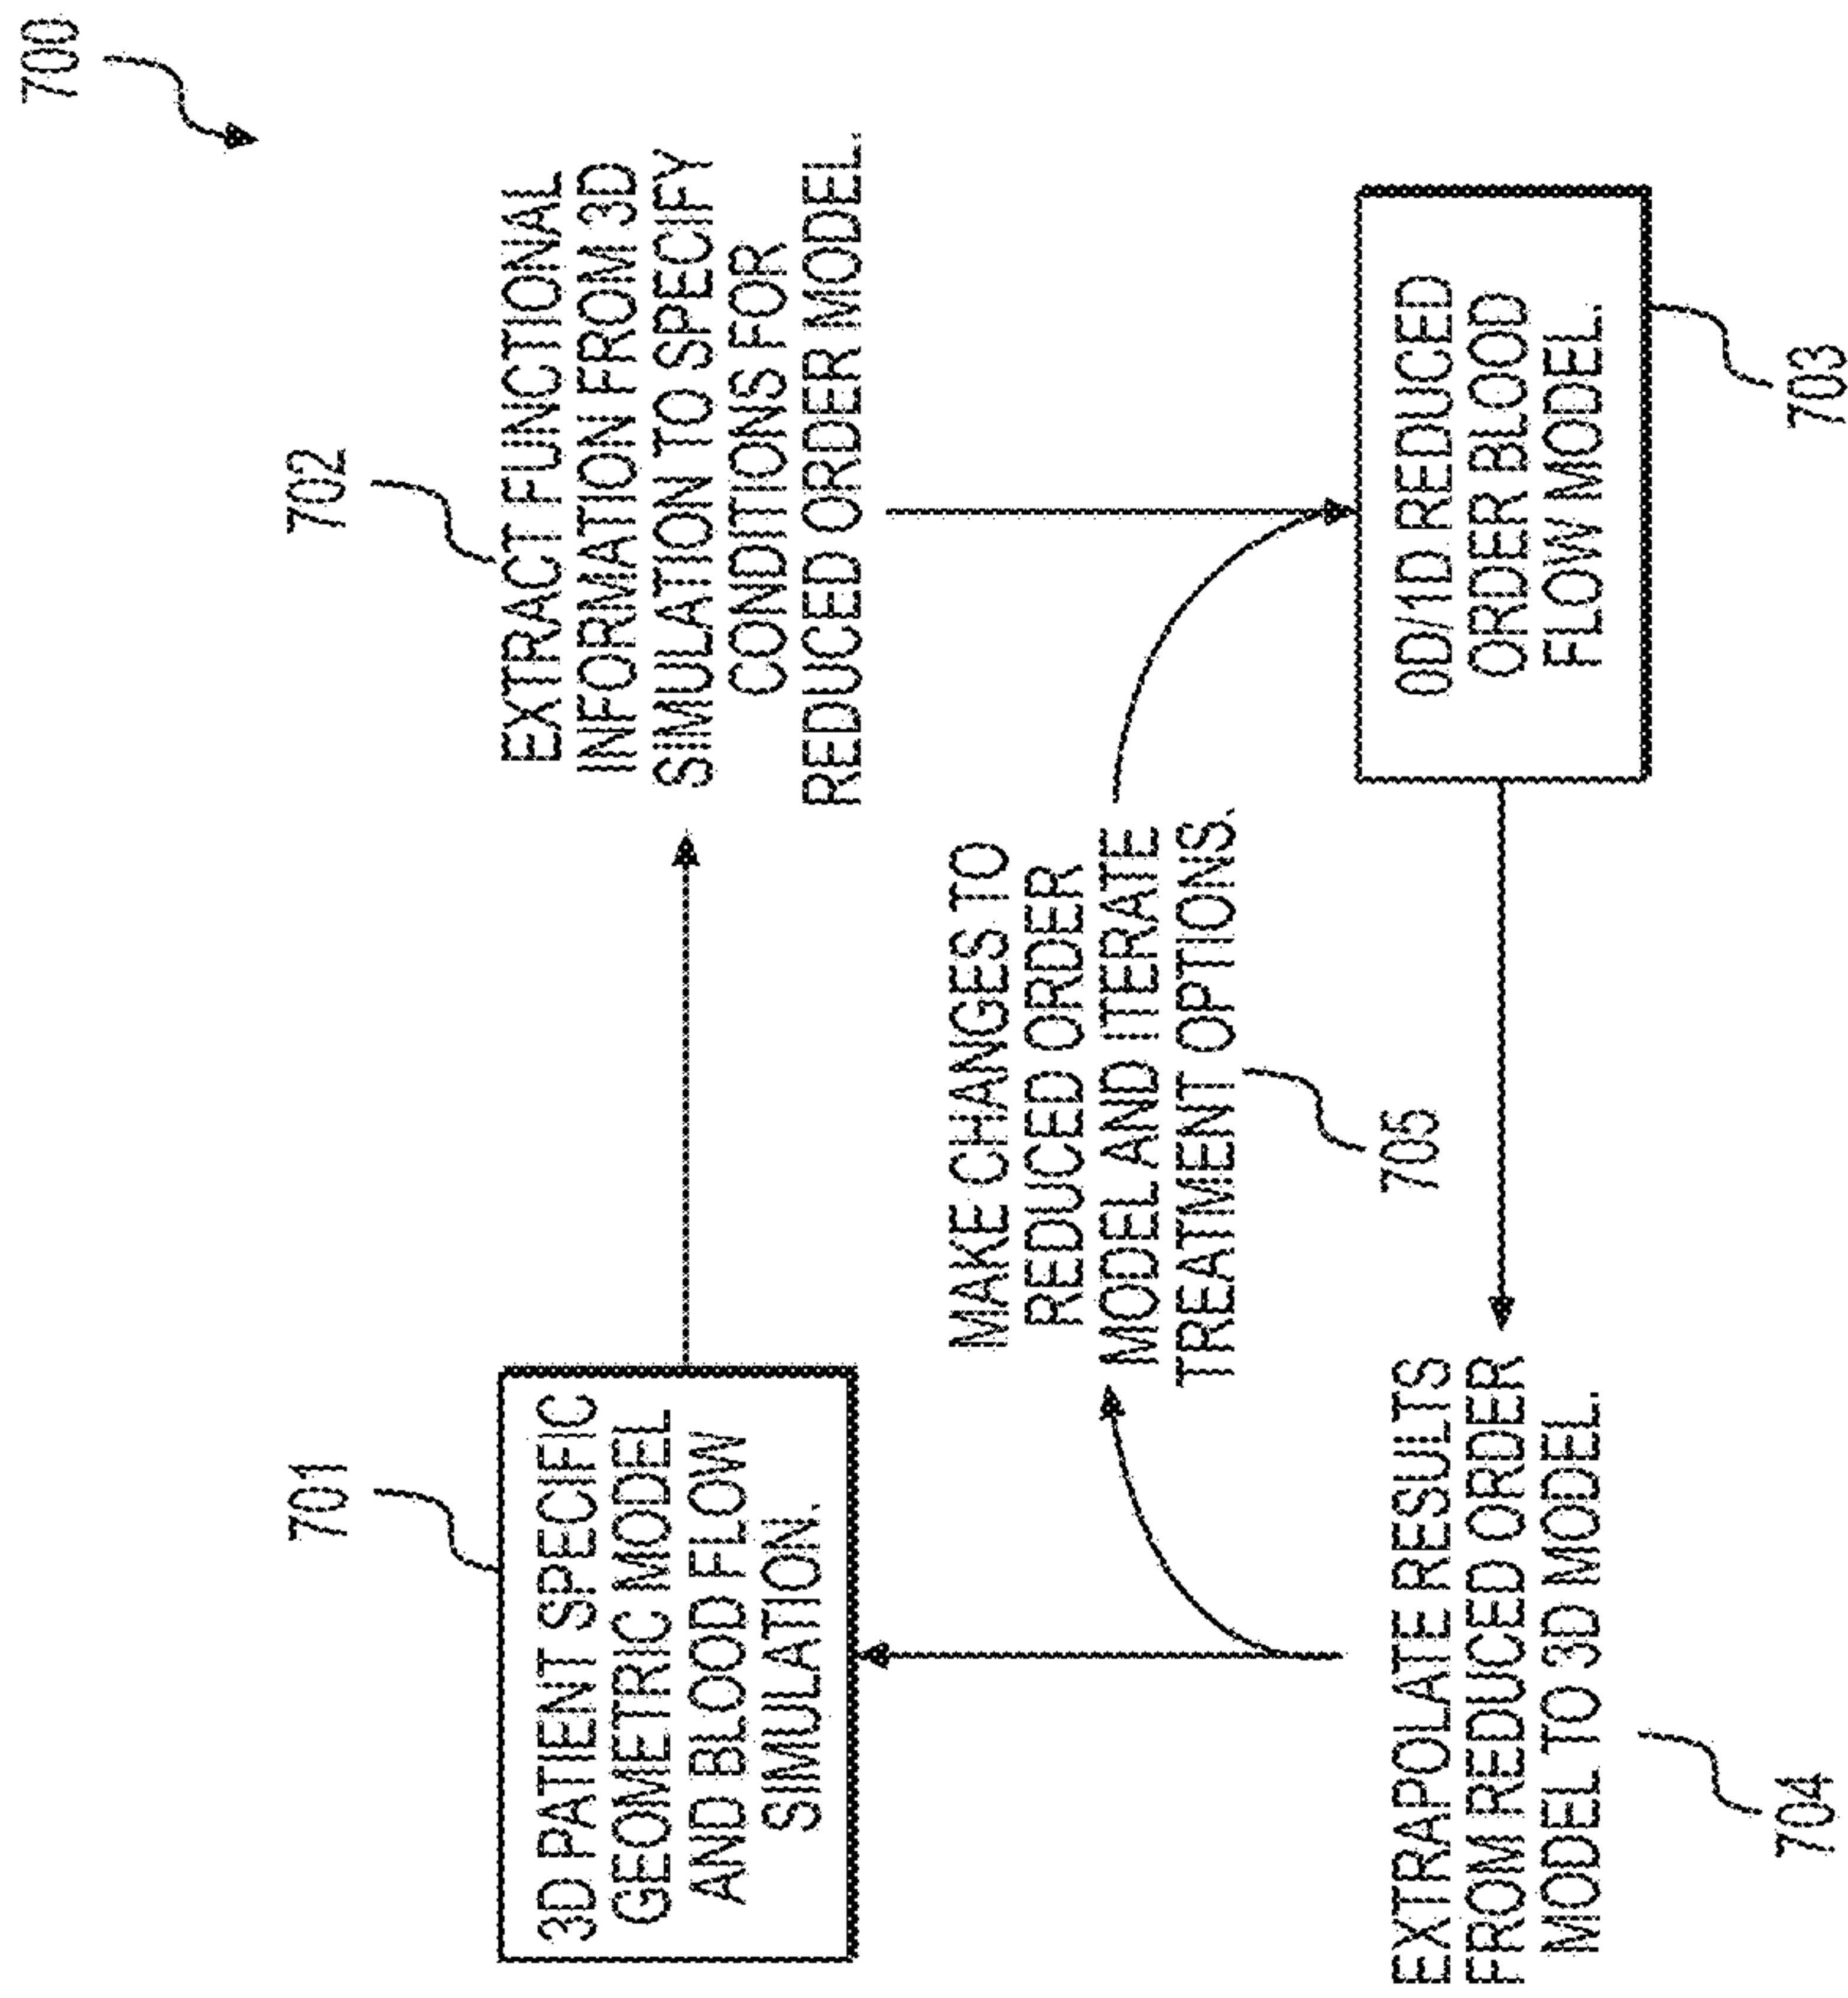 700
701
3D PATIENT SPECIFIC
GEOMETRIC MODEL
AND BLOOD FLOW
SIMULATION.
702
EXTRACT FUNCTIONAL
INFORMATION FROM 3D
SIMULATION TO SPECIFY
CONDITIONS FOR
REDUCED ORDER MODEL.
MAKE CHANGES TO
REDUCED ORDER
MODEL AND ITERATE
TREATMENT OPTIONS.
705
EXTRAPOLATE RESULTS
FROM REDUCED ORDER
MODEL TO 3D MODEL.
704
0D/1D REDUCED
ORDER BLOOD
FLOW MODEL.
703